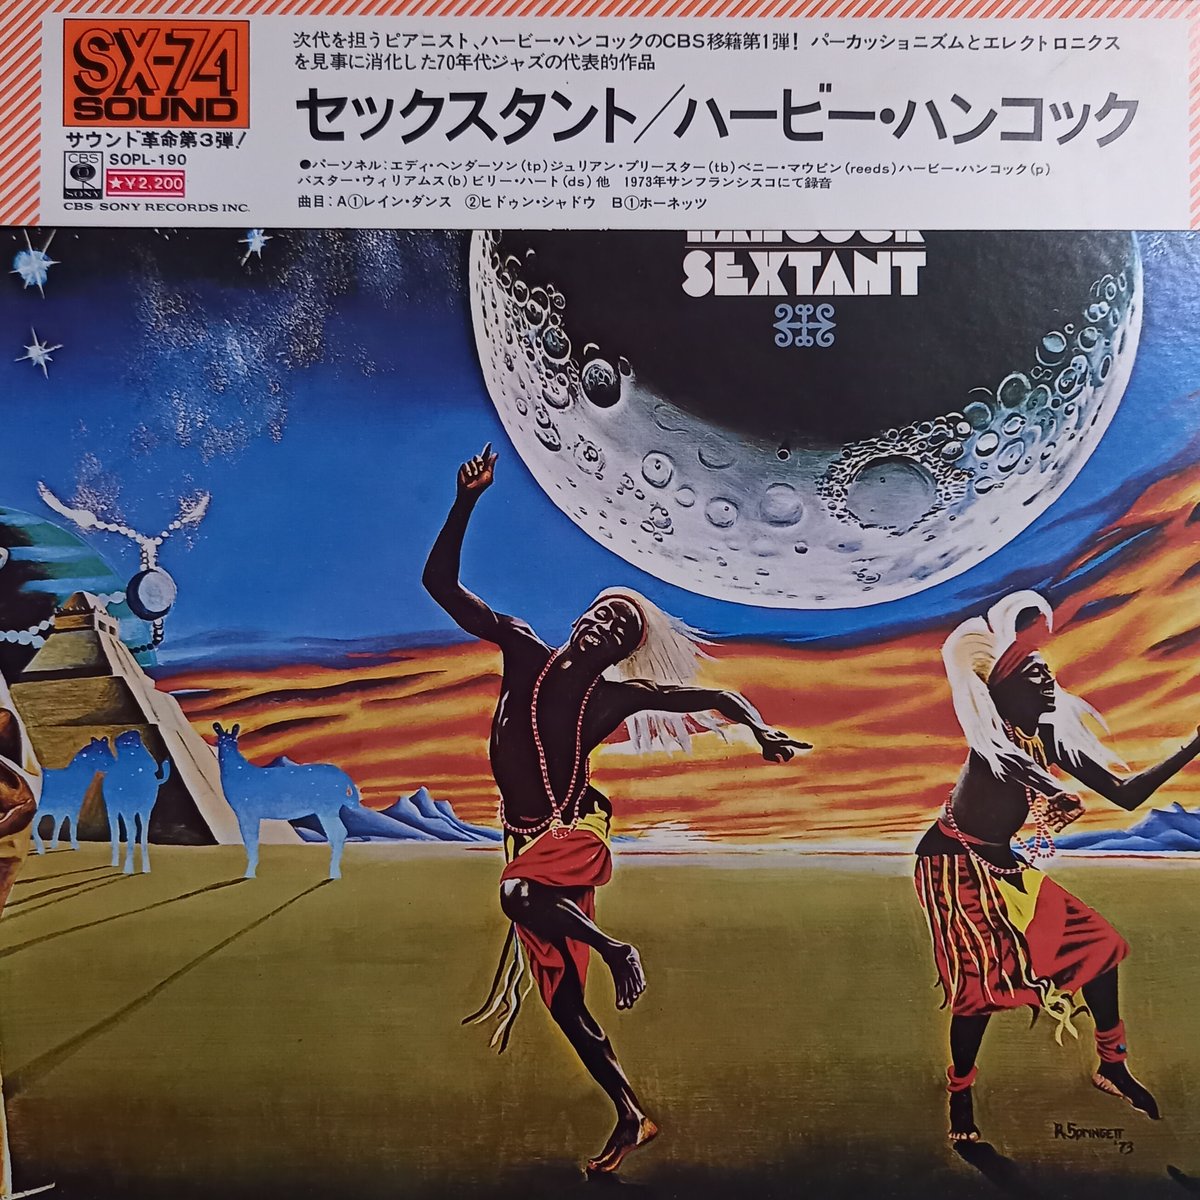 SX-74
SOUND
サウンド革命第3弾!
CBS
SONY
SOPL-190
★¥2,200
CBS/SONY RECORDS INC.
次代を担うピアニスト、ハービー・ハンコックのCBS移籍第1弾! パーカッショニズムとエレクトロニクス
を見事に消化した70年代ジャズの代表的作品
セックスタント/ハービー・ハンコック
●パーソネル:エディ・ヘンダーソン(tp)ジュリアン・プリースター(tb)ベニー・マウピン(reeds)ハービー・ハンコック(p)
バスター・ウィリアムス(b)ビリー・ハート(ds)他 1973年サンフランシスコにて録音
曲目:A①レイン・ダンス ②ヒドゥン・シャドウ B①ホーネッツ
HANCOCK
SEXTANT
R.Springett
'73